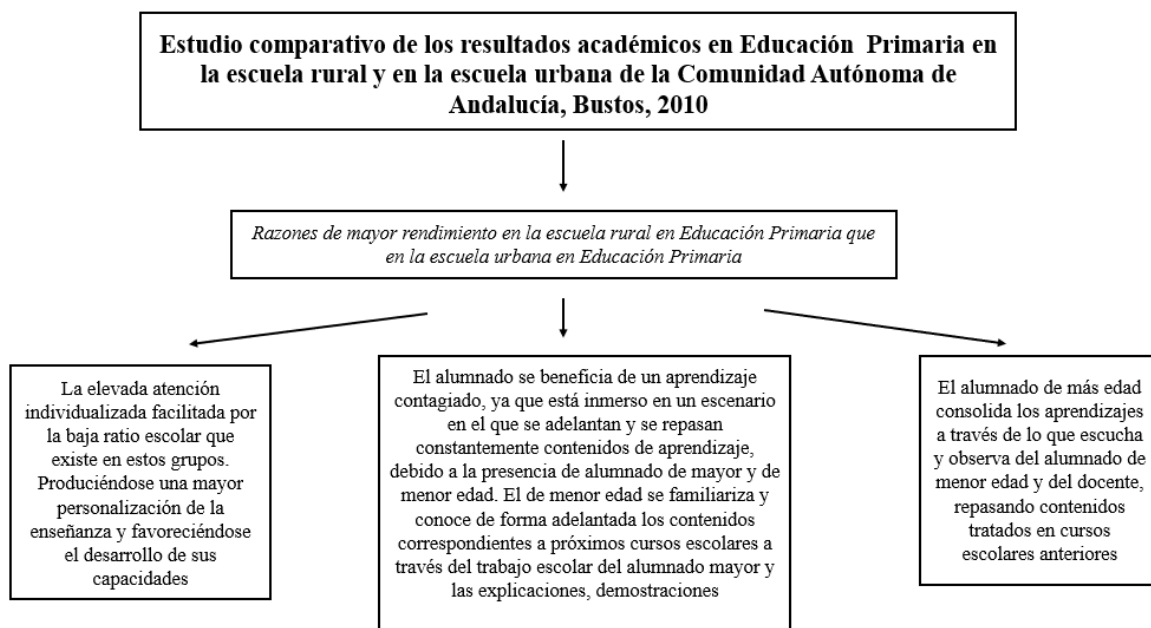 Estudio comparativo de los resultados académicos en Educación Primaria en
la escuela rural y en la escuela urbana de la Comunidad Autónoma de
Andalucía, Bustos, 2010
Razones de mayor rendimiento en la escuela rural en Educación Primaria que
en la escuela urbana en Educación Primaria
La elevada atención
individualizada facilitada por
la baja ratio escolar que
existe en estos grupos.
Produciéndose una mayor
personalización de la
enseñanza y favoreciéndose
el desarrollo de sus
capacidades
El alumnado se beneficia de un aprendizaje
contagiado, ya que está inmerso en un escenario
en el que se adelantan y se repasan
constantemente contenidos de aprendizaje,
debido a la presencia de alumnado de mayor y de
menor edad. El de menor edad se familiariza y
conoce de forma adelantada los contenidos
correspondientes a próximos cursos escolares a
través del trabajo escolar del alumnado mayor y
las explicaciones, demostraciones
El alumnado de más edad
consolida los aprendizajes
a través de lo que escucha
y observa del alumnado de
menor edad y del docente,
repasando contenidos
tratados en cursos
escolares anteriores